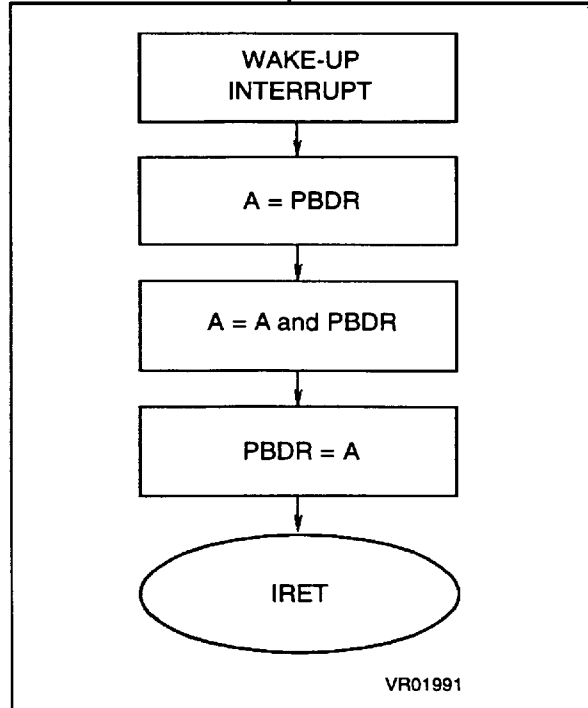 WAKE-UP
INTERRUPT
A = PBDR
A = A and PBDR
PBDR = A
IRET
VR01991